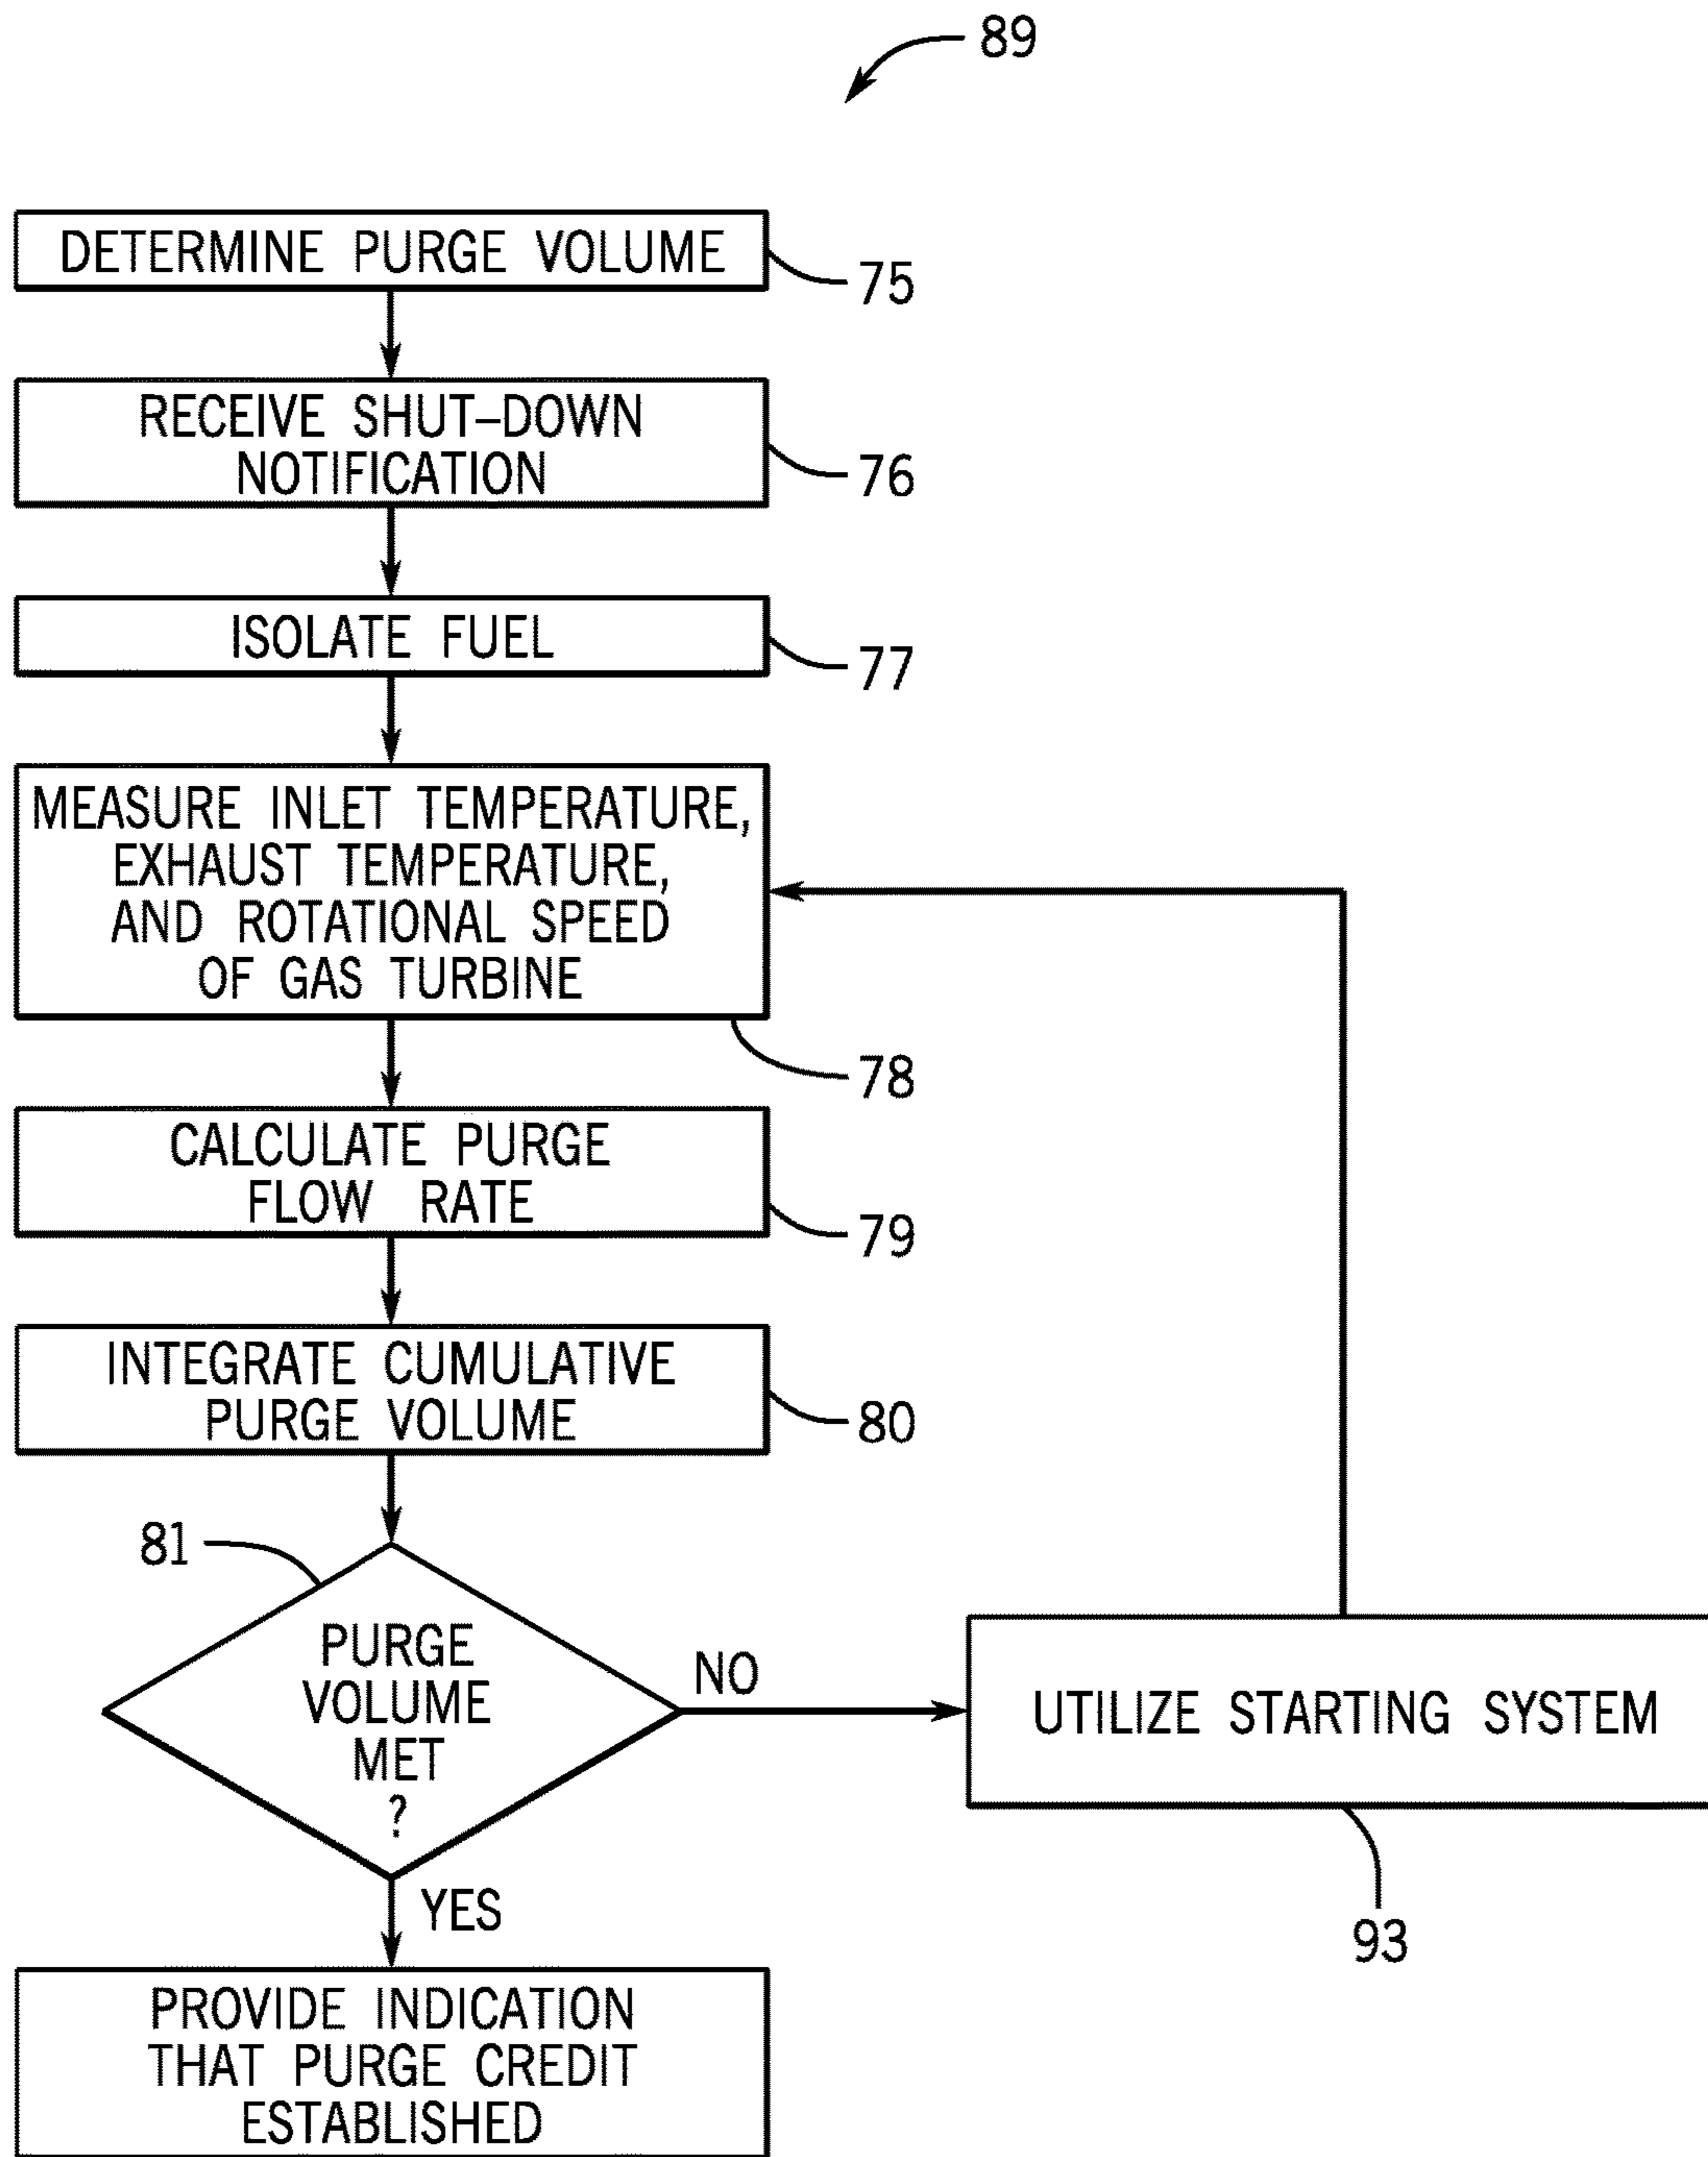 89
DETERMINE PURGE VOLUME
75
RECEIVE SHUT–DOWN
NOTIFICATION
76
ISOLATE FUEL
77
MEASURE INLET TEMPERATURE,
EXHAUST TEMPERATURE,
AND ROTATIONAL SPEED
OF GAS TURBINE
78
CALCULATE PURGE
FLOW RATE
79
INTEGRATE CUMULATIVE
PURGE VOLUME
80
81
PURGE
VOLUME
MET
?
NO
UTILIZE STARTING SYSTEM
93
YES
PROVIDE INDICATION
THAT PURGE CREDIT
ESTABLISHED